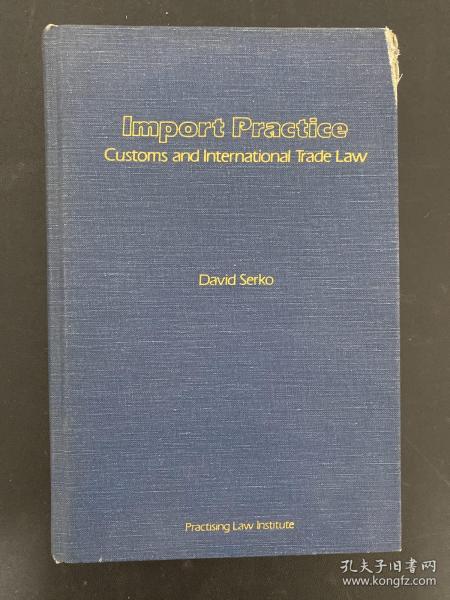 Import Practice
Customs and International Trade Law
David Serko
Practising Law Institute
孔夫子旧书网
www.kongfz.com